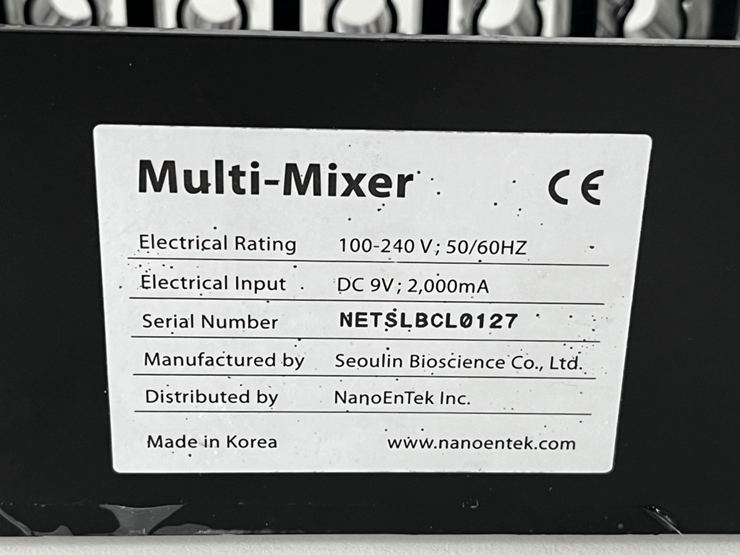 Multi-Mixer CE
Electrical Rating 100-240 V; 50/60HZ
Electrical Input DC 9V; 2,000mA
Serial Number NETSLBCL0127
Manufactured by Seoulin Bioscience Co., Ltd.
Distributed by NanoEnTek Inc.
Made in Korea www.nanoentek.com